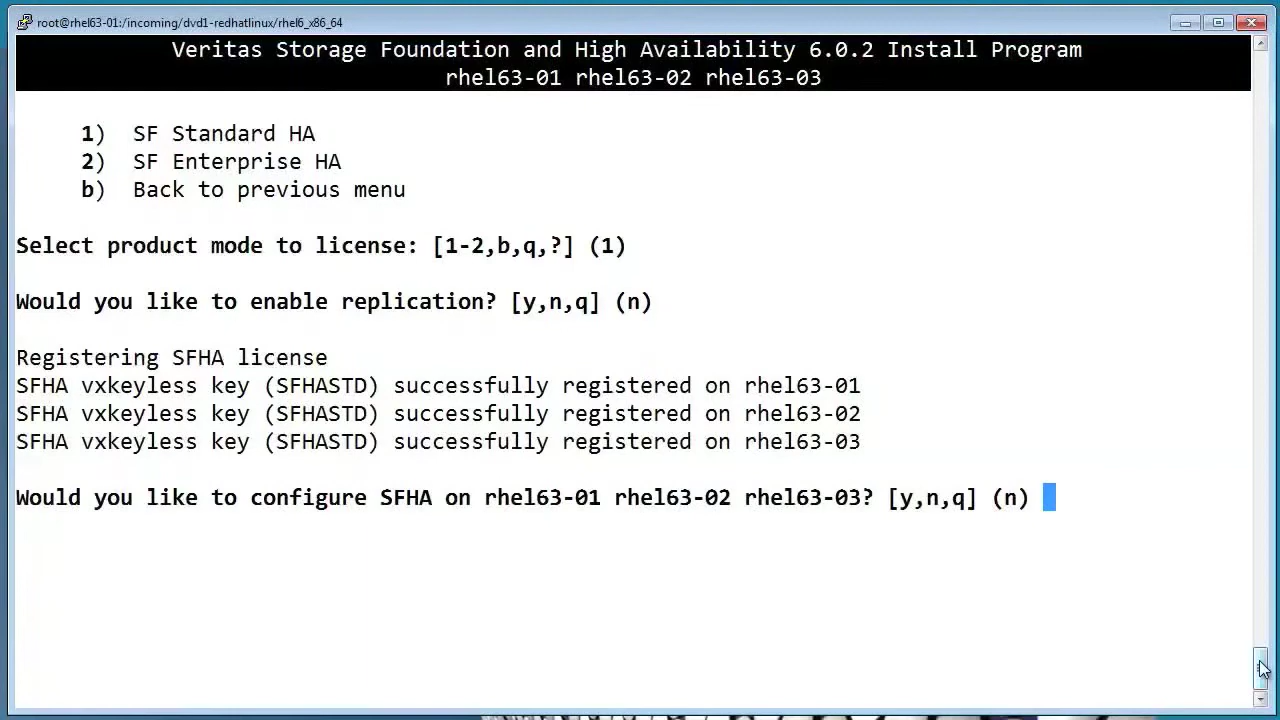 root@rhel63-01:/incoming/dvd1-redhatlinux/rhel6_x86_64
Veritas Storage Foundation and High Availability 6.0.2 Install Program
rhel63-01 rhel63-02 rhel63-03
1) SF Standard HA
2) SF Enterprise HA
b) Back to previous menu
Select product mode to license: [1-2,b,q,?] (1)
Would you like to enable replication? [y,n,q] (n)
Registering SFHA license
SFHA vxkeyless key (SFHASTD) successfully registered on rhel63-01
SFHA vxkeyless key (SFHASTD) successfully registered on rhel63-02
SFHA vxkeyless key (SFHASTD) successfully registered on rhel63-03
Would you like to configure SFHA on rhel63-01 rhel63-02 rhel63-03? [y,n,q] (n)